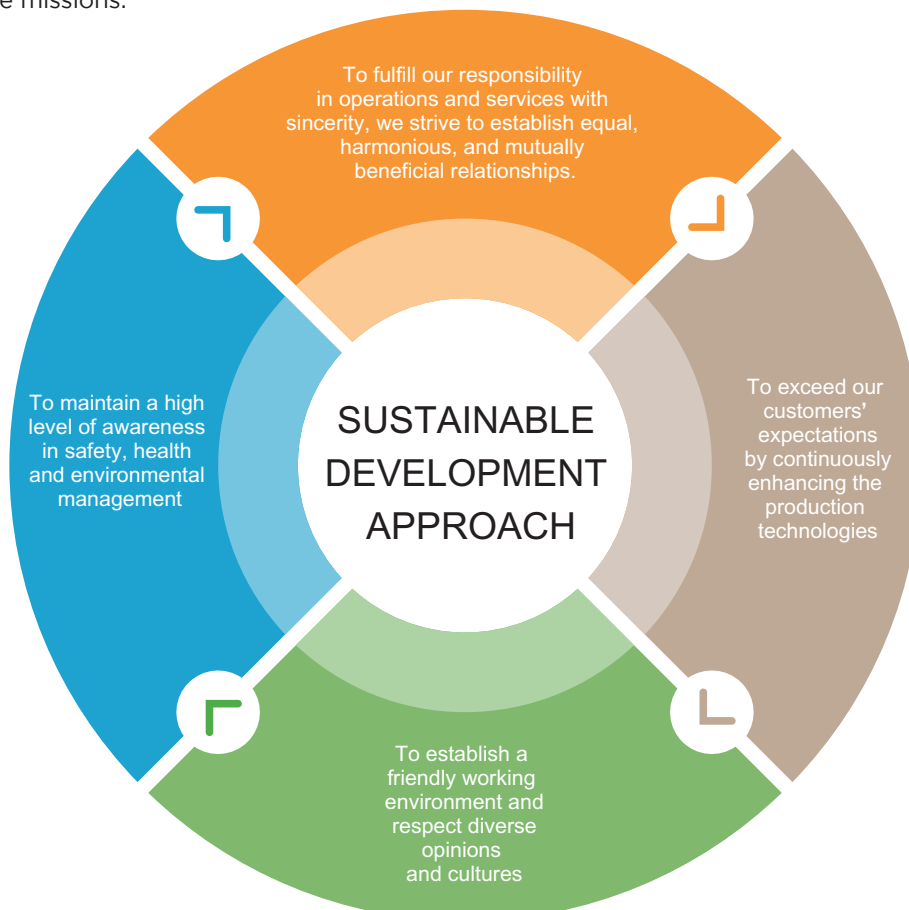 e missions.
To fulfill our responsibility
in operations and services with
sincerity, we strive to establish equal,
harmonious, and mutually
beneficial relationships.
To exceed our
customers'
expectations
by continuously
enhancing the
production
technologies
To establish a
friendly working
environment and
respect diverse
opinions
and cultures
To maintain a high
level of awareness
in safety, health
and environmental
management
SUSTAINABLE
DEVELOPMENT
APPROACH